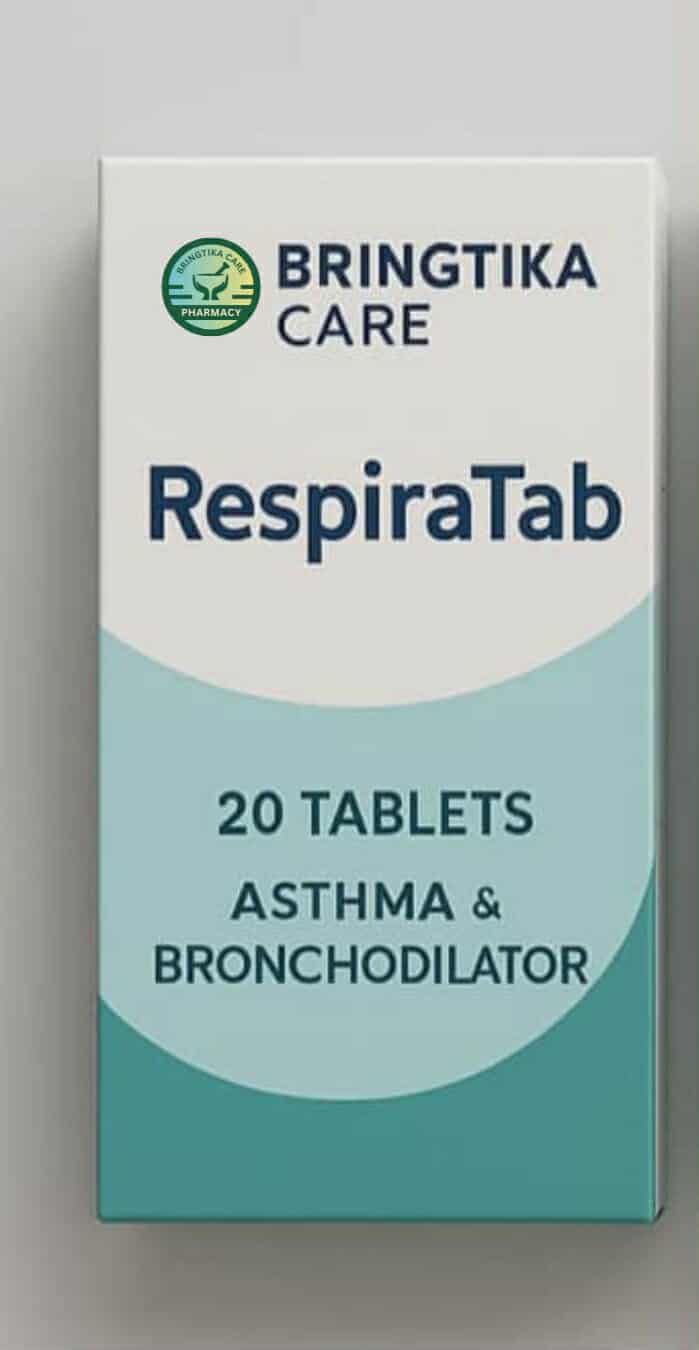 BRINGTIKA CARE
PHARMACY
BRINGTIKA
CARE
RespiraTab
20 TABLETS
ASTHMA &
BRONCHODILATOR